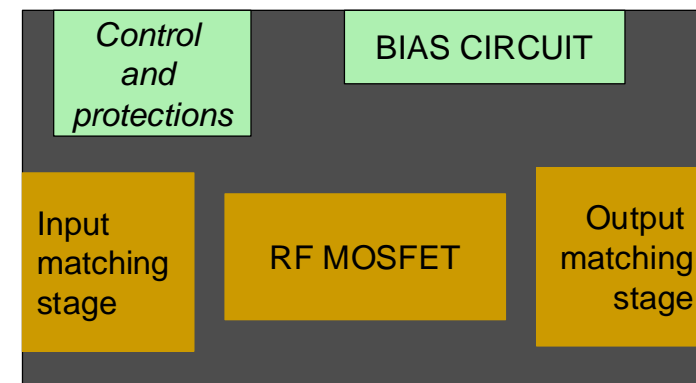 Control
and
protections
BIAS CIRCUIT
Input
matching
stage
RF MOSFET
Output
matching
stage